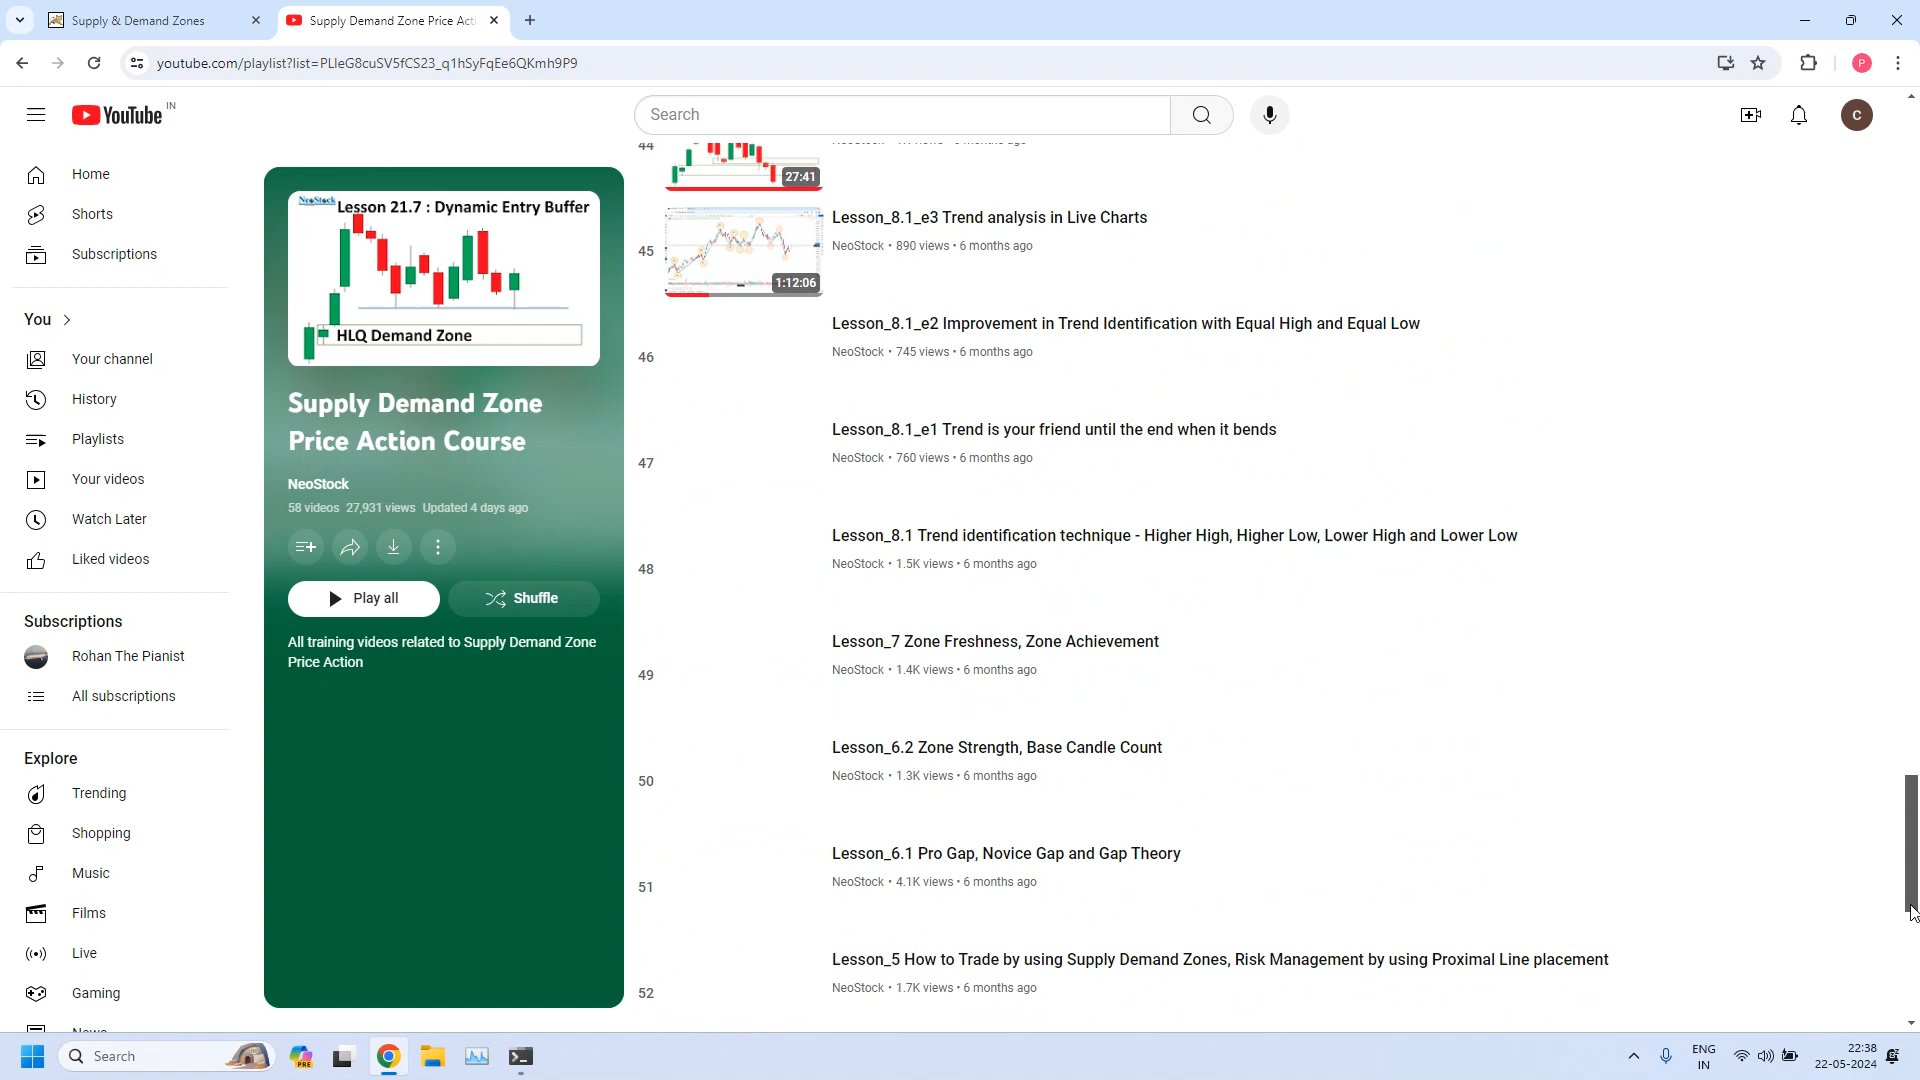 Supply & Demand Zones
Supply Demand Zone Price Acti
youtube.com/playlist?list=PLIeG8cuSV5fCS23_q1hSyFqEe6QKmh9P9
P
YouTube IN
Search
C
Home
Shorts
Subscriptions
You
Your channel
History
Playlists
Your videos
Watch Later
Liked videos
Subscriptions
Rohan The Pianist
All subscriptions
Explore
Trending
Shopping
Music
Films
Live
Gaming
News
NeoStock
Lesson 21.7 : Dynamic Entry Buffer
HLQ Demand Zone
Supply Demand Zone
Price Action Course
NeoStock
58 videos 27,931 views Updated 4 days ago
Play all
Shuffle
All training videos related to Supply Demand Zone
Price Action
44
27:41
45
1:12:06
Lesson_8.1_e3 Trend analysis in Live Charts
NeoStock • 890 views • 6 months ago
46
Lesson_8.1_e2 Improvement in Trend Identification with Equal High and Equal Low
NeoStock • 745 views • 6 months ago
47
Lesson_8.1_e1 Trend is your friend until the end when it bends
NeoStock • 760 views • 6 months ago
48
Lesson_8.1 Trend identification technique - Higher High, Higher Low, Lower High and Lower Low
NeoStock • 1.5K views • 6 months ago
49
Lesson_7 Zone Freshness, Zone Achievement
NeoStock • 1.4K views • 6 months ago
50
Lesson_6.2 Zone Strength, Base Candle Count
NeoStock • 1.3K views • 6 months ago
51
Lesson_6.1 Pro Gap, Novice Gap and Gap Theory
NeoStock • 4.1K views • 6 months ago
52
Lesson_5 How to Trade by using Supply Demand Zones, Risk Management by using Proximal Line placement
NeoStock • 1.7K views • 6 months ago
Search
PRE
ENG
IN
22:38
22-05-2024